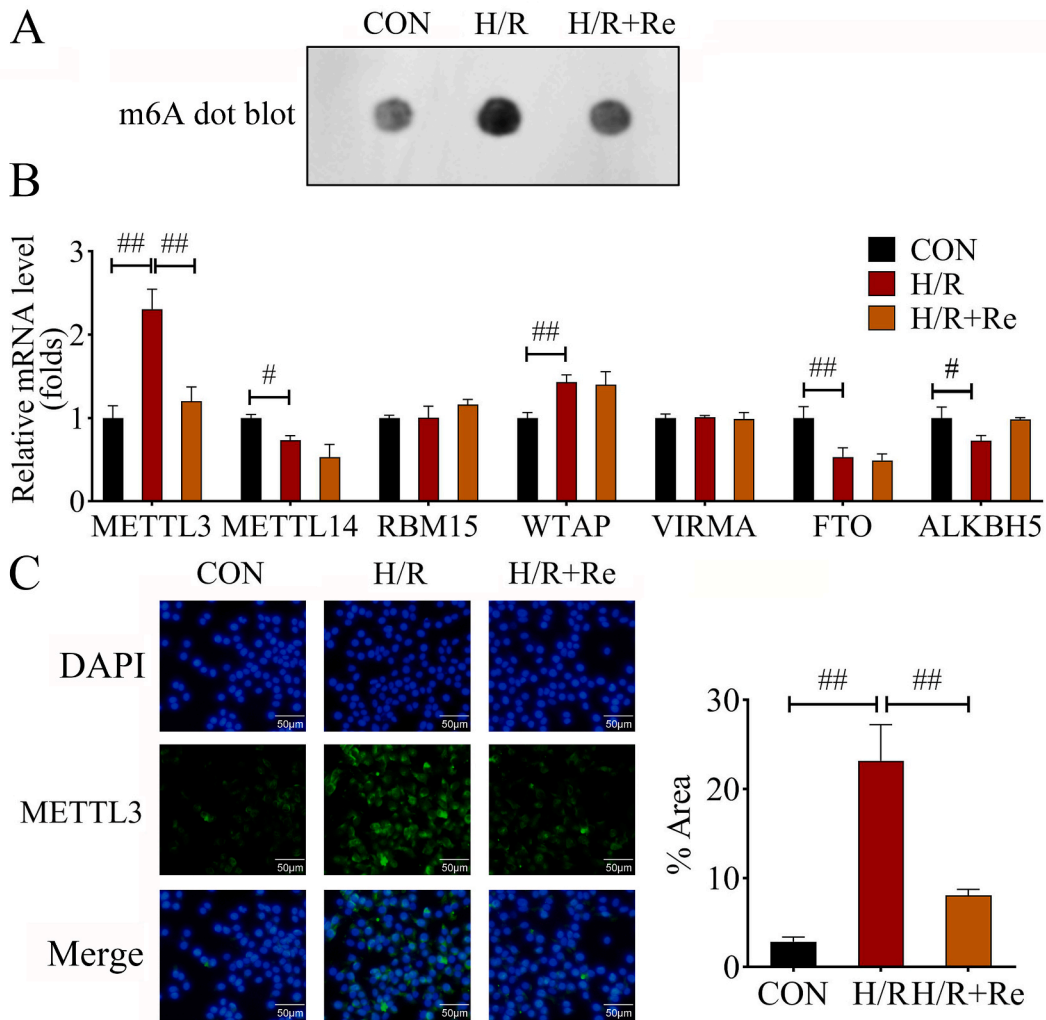 A
CON H/R H/R+Re
m6A dot blot
B
Relative mRNA level
(folds)
3
2
1
0
## ##
#
##
##
#
CON
H/R
H/R+Re
METTL3 METTL14 RBM15 WTAP VIRMA FTO ALKBH5
C
CON H/R H/R+Re
DAPI
50μm 50μm 50μm
METTL3
50μm 50μm 50μm
Merge
50μm 50μm 50μm
% Area
30
20
10
0
## ##
CON H/R H/R+Re